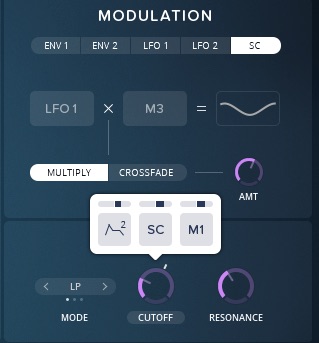 MODULATION
ENV 1 ENV 2 LFO 1 LFO 2 SC
LFO 1 × M3 =
MULTIPLY CROSSFADE
AMT
2 SC M1
LP
MODE CUTOFF RESONANCE